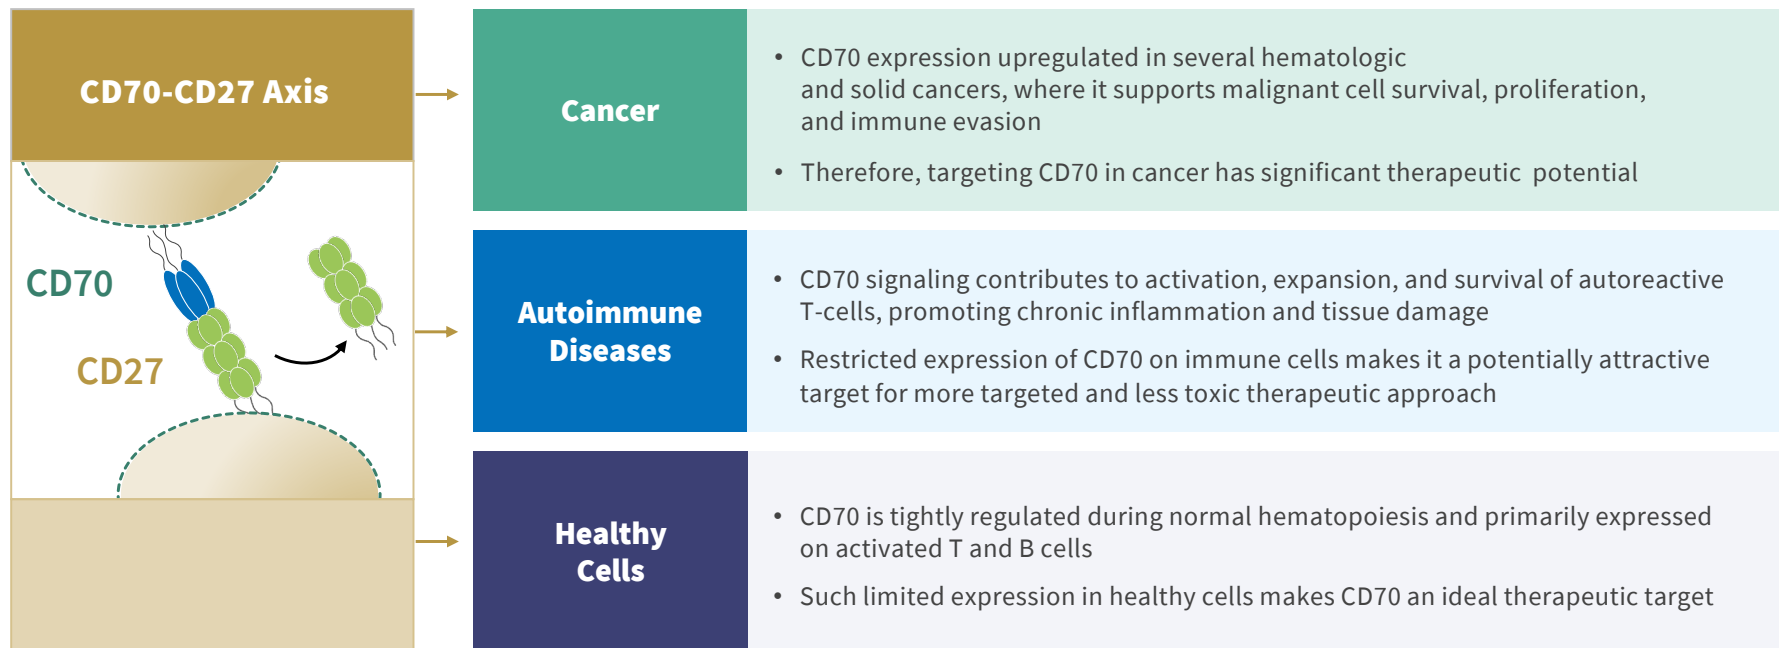 CD70-CD27 Axis
CD70
CD27
Cancer
• CD70 expression upregulated in several hematologic
and solid cancers, where it supports malignant cell survival, proliferation,
and immune evasion
• Therefore, targeting CD70 in cancer has significant therapeutic potential
Autoimmune
Diseases
• CD70 signaling contributes to activation, expansion, and survival of autoreactive
T-cells, promoting chronic inflammation and tissue damage
• Restricted expression of CD70 on immune cells makes it a potentially attractive
target for more targeted and less toxic therapeutic approach
Healthy
Cells
• CD70 is tightly regulated during normal hematopoiesis and primarily expressed
on activated T and B cells
• Such limited expression in healthy cells makes CD70 an ideal therapeutic target